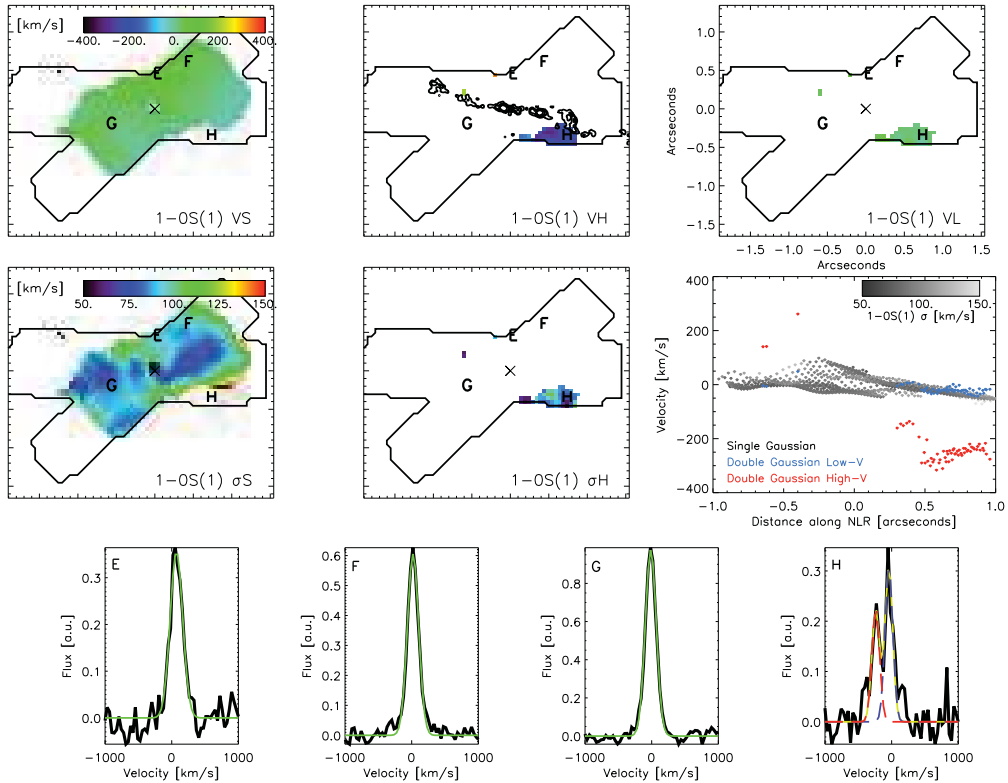 [km/s]
-400. -200. 0. 200. 400.
E
F
G
H
1-0S(1) VS
E
F
G
H
1-0S(1) VH
Arcseconds
1.0
0.5
0.0
-0.5
-1.0
-1.5
E
F
G
H
1-0S(1) VL
-1.5 -1.0 -0.5 0.0 0.5 1.0 1.5
Arcseconds
[km/s]
50. 75. 100. 125. 150.
E
F
G
H
1-0S(1) σS
E
F
G
H
1-0S(1) σH
Velocity [km/s]
400
200
0
-200
-400
50. 100. 150.
1-0S(1) σ [km/s]
Single Gaussian
Double Gaussian Low-V
Double Gaussian High-V
-1.0 -0.5 0.0 0.5 1.0
Distance along NLR [arcseconds]
E
Flux [a.u.]
0.3
0.2
0.1
0.0
-1000 0 1000
Velocity [km/s]
F
Flux [a.u.]
0.6
0.5
0.4
0.3
0.2
0.1
0.0
-1000 0 1000
Velocity [km/s]
G
Flux [a.u.]
0.8
0.6
0.4
0.2
0.0
-1000 0 1000
Velocity [km/s]
H
Flux [a.u.]
0.3
0.2
0.1
0.0
-1000 0 1000
Velocity [km/s]